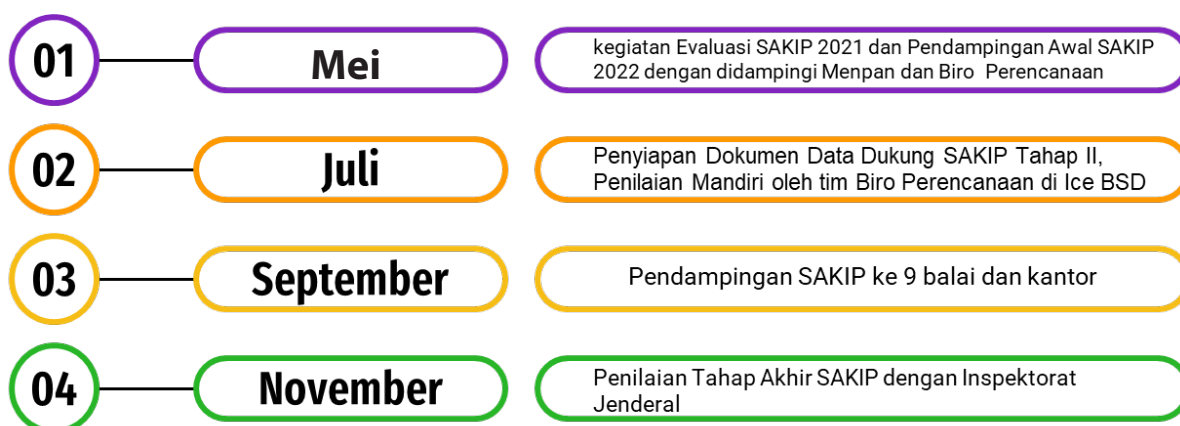 01
Mei
kegiatan Evaluasi SAKIP 2021 dan Pendampingan Awal SAKIP
2022 dengan didampingi Menpan dan Biro Perencanaan
02
Juli
Penyiapan Dokumen Data Dukung SAKIP Tahap II,
Penilaian Mandiri oleh tim Biro Perencanaan di Ice BSD
03
September
Pendampingan SAKIP ke 9 balai dan kantor
04
November
Penilaian Tahap Akhir SAKIP dengan Inspektorat
Jenderal